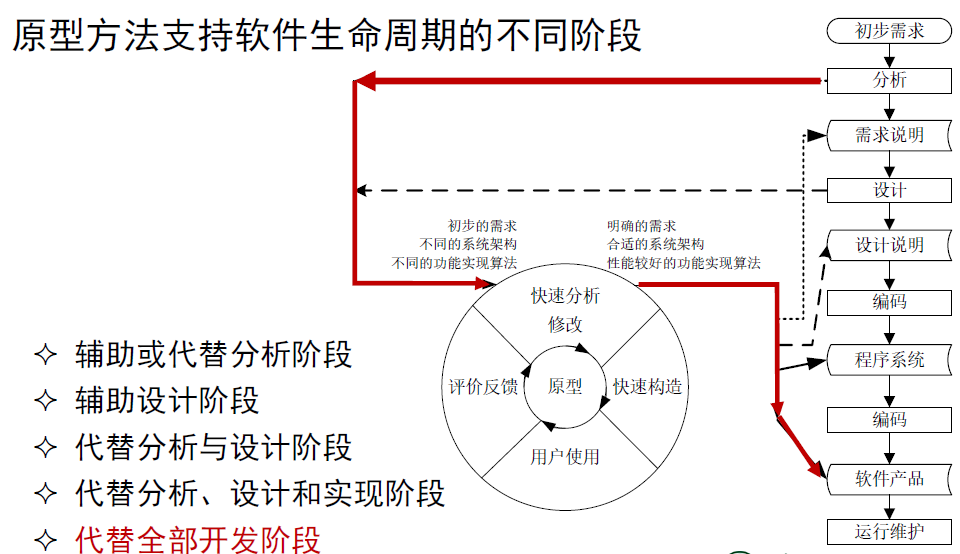 原型方法支持软件生命周期的不同阶段
初步需求
分析
需求说明
设计
设计说明
编码
程序系统
编码
软件产品
运行维护
初步的需求
不同的系统架构
不同的功能实现算法
明确的需求
合适的系统架构
性能较好的功能实现算法
快速分析
修改
评价反馈
原型
快速构造
用户使用
✧ 辅助或代替分析阶段
✧ 辅助设计阶段
✧ 代替分析与设计阶段
✧ 代替分析、设计和实现阶段
✧ 代替全部开发阶段